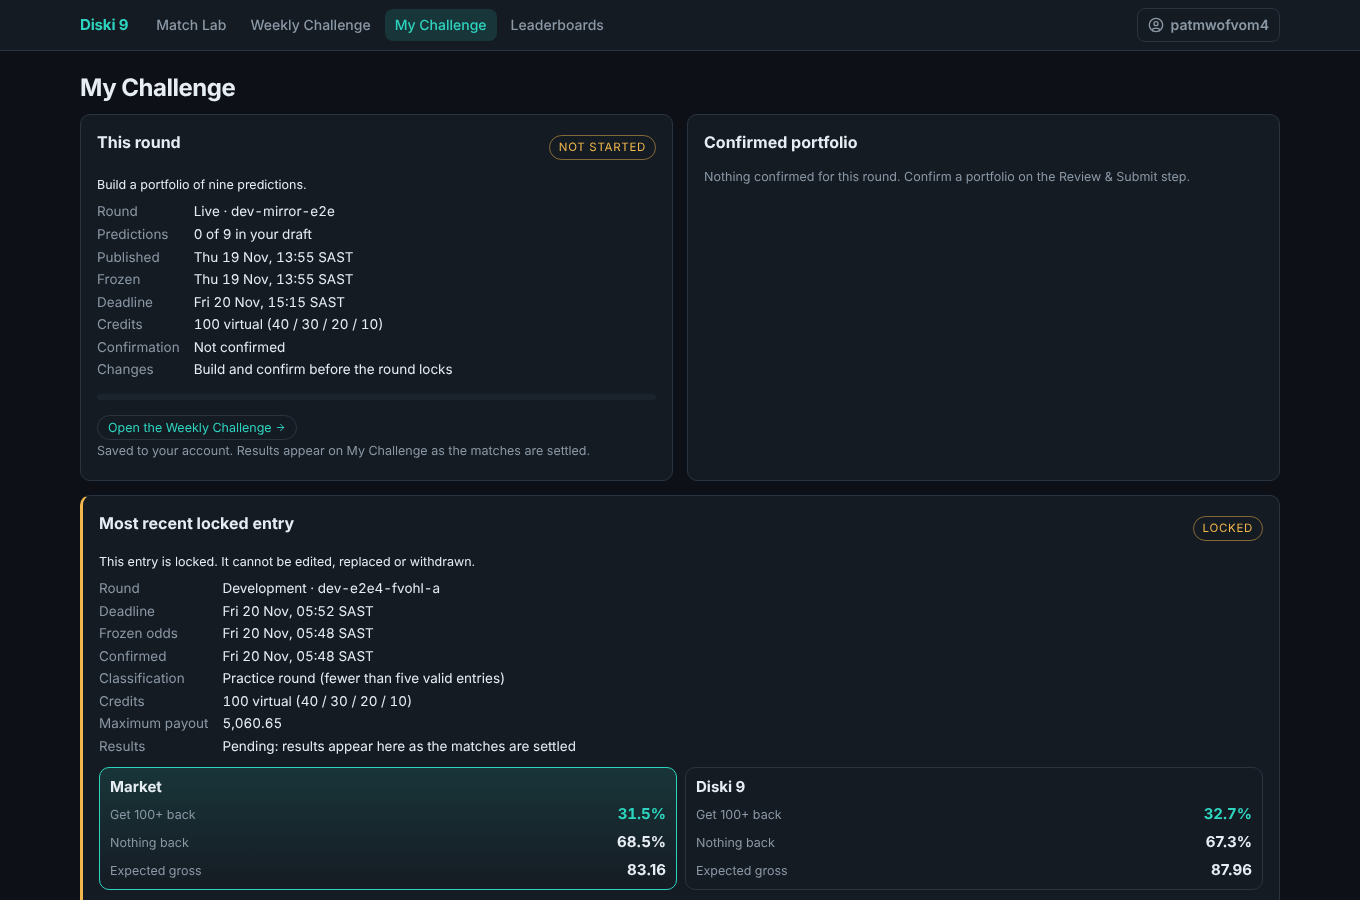 Diski 9
Match Lab
Weekly Challenge
My Challenge
Leaderboards
patmwofvom4
My Challenge
This round
NOT STARTED
Build a portfolio of nine predictions.
Round Live · dev-mirror-e2e
Predictions 0 of 9 in your draft
Published Thu 19 Nov, 13:55 SAST
Frozen Thu 19 Nov, 13:55 SAST
Deadline Fri 20 Nov, 15:15 SAST
Credits 100 virtual (40 / 30 / 20 / 10)
Confirmation Not confirmed
Changes Build and confirm before the round locks
Open the Weekly Challenge →
Saved to your account. Results appear on My Challenge as the matches are settled.
Confirmed portfolio
Nothing confirmed for this round. Confirm a portfolio on the Review & Submit step.
Most recent locked entry
LOCKED
This entry is locked. It cannot be edited, replaced or withdrawn.
Round Development · dev-e2e4-fvohl-a
Deadline Fri 20 Nov, 05:52 SAST
Frozen odds Fri 20 Nov, 05:48 SAST
Confirmed Fri 20 Nov, 05:48 SAST
Classification Practice round (fewer than five valid entries)
Credits 100 virtual (40 / 30 / 20 / 10)
Maximum payout 5,060.65
Results Pending: results appear here as the matches are settled
Market
Get 100+ back 31.5%
Nothing back 68.5%
Expected gross 83.16
Diski 9
Get 100+ back 32.7%
Nothing back 67.3%
Expected gross 87.96